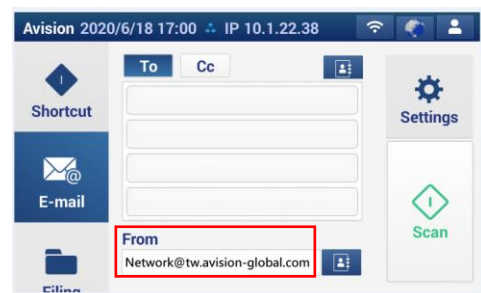 Avision 2020/6/18 17:00 IP 10.1.22.38
To Cc
Shortcut
Settings
E-mail
Scan
From
Network@tw.avision-global.com
Filing